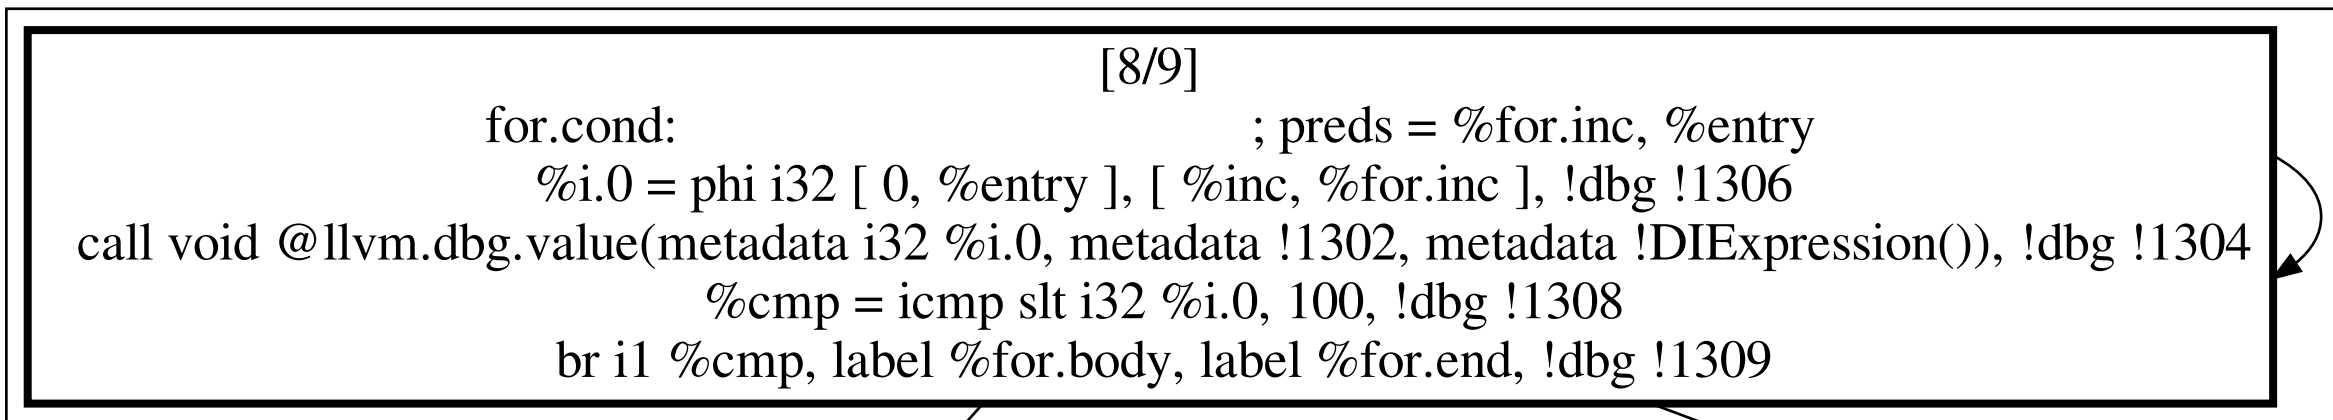 [8/9]
for.cond: ; preds = %for.inc, %entry
%i.0 = phi i32 [ 0, %entry ], [ %inc, %for.inc ], !dbg !1306
call void @llvm.dbg.value(metadata i32 %i.0, metadata !1302, metadata !DIExpression()), !dbg !1304
%cmp = icmp slt i32 %i.0, 100, !dbg !1308
br i1 %cmp, label %for.body, label %for.end, !dbg !1309